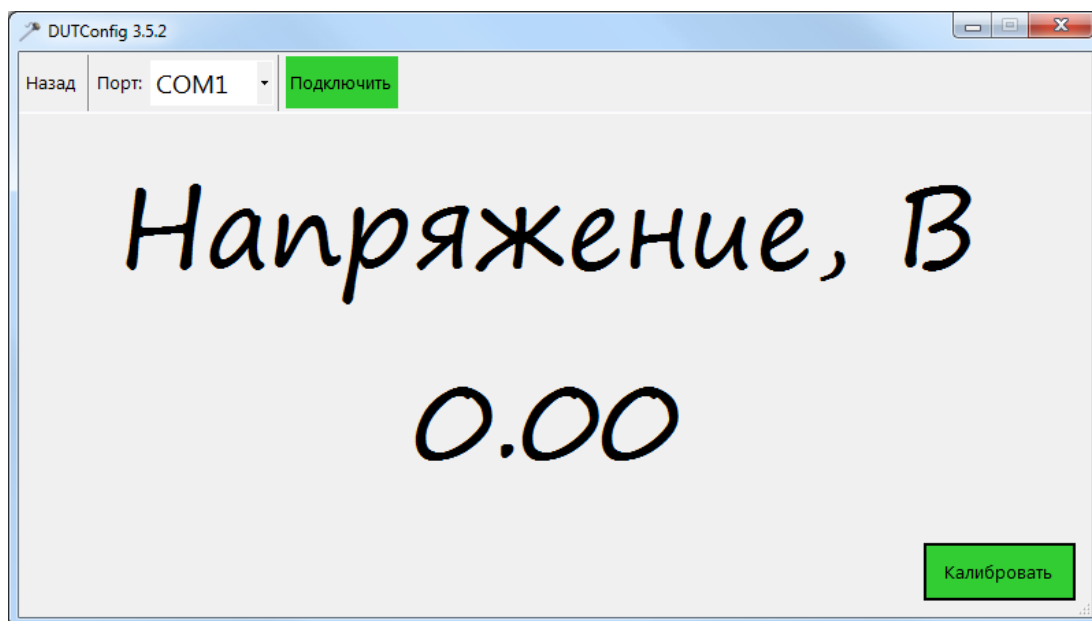 DUTConfig 3.5.2
Назад Порт: COM1 Подключить
Напряжение, В
0.00
Калибровать